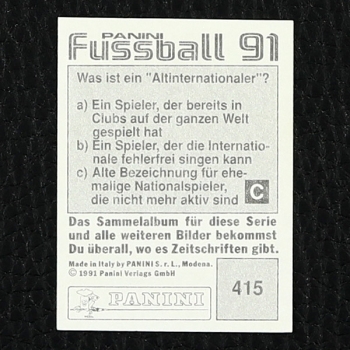 PANINI
Fussball 91
Was ist ein "Altinternationaler"?
a) Ein Spieler, der bereits in
Clubs auf der ganzen Welt
gespielt hat
b) Ein Spieler, der die Internatio-
nale fehlerfrei singen kann
c) Alte Bezeichnung für ehe-
malige Nationalspieler,
die nicht mehr aktiv sind
C
Das Sammelalbum für diese Serie
und alle weiteren Bilder bekommst
Du überall, wo es Zeitschriften gibt.
Made in Italy by PANINI S. r. L., Modena.
© 1991 Panini Verlags GmbH
PANINI
415